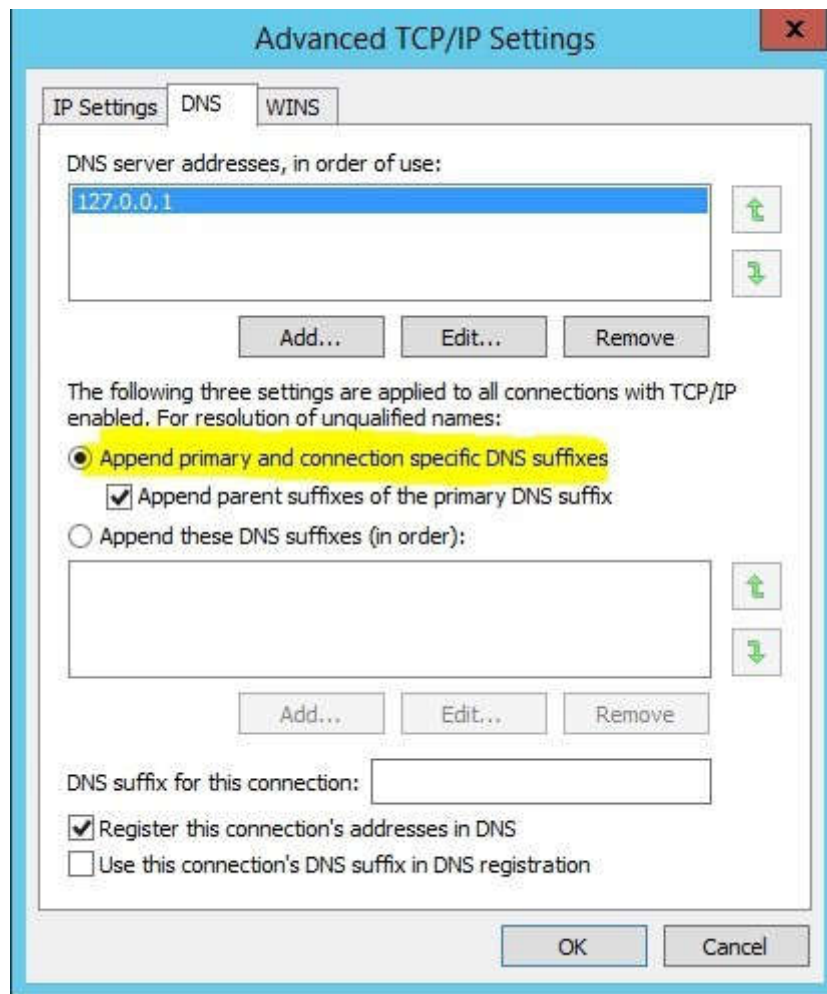 Advanced TCP/IP Settings
x
IP Settings DNS WINS
DNS server addresses, in order of use:
127.0.0.1
Add... Edit... Remove
The following three settings are applied to all connections with TCP/IP
enabled. For resolution of unqualified names:
Append primary and connection specific DNS suffixes
Append parent suffixes of the primary DNS suffix
Append these DNS suffixes (in order):
Add... Edit... Remove
DNS suffix for this connection:
Register this connection's addresses in DNS
Use this connection's DNS suffix in DNS registration
OK Cancel